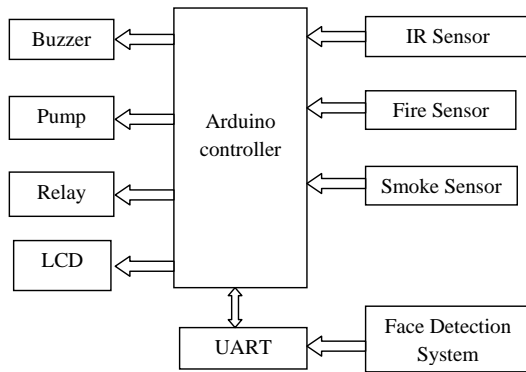 Buzzer
Pump
Relay
LCD
Arduino
controller
IR Sensor
Fire Sensor
Smoke Sensor
UART
Face Detection
System